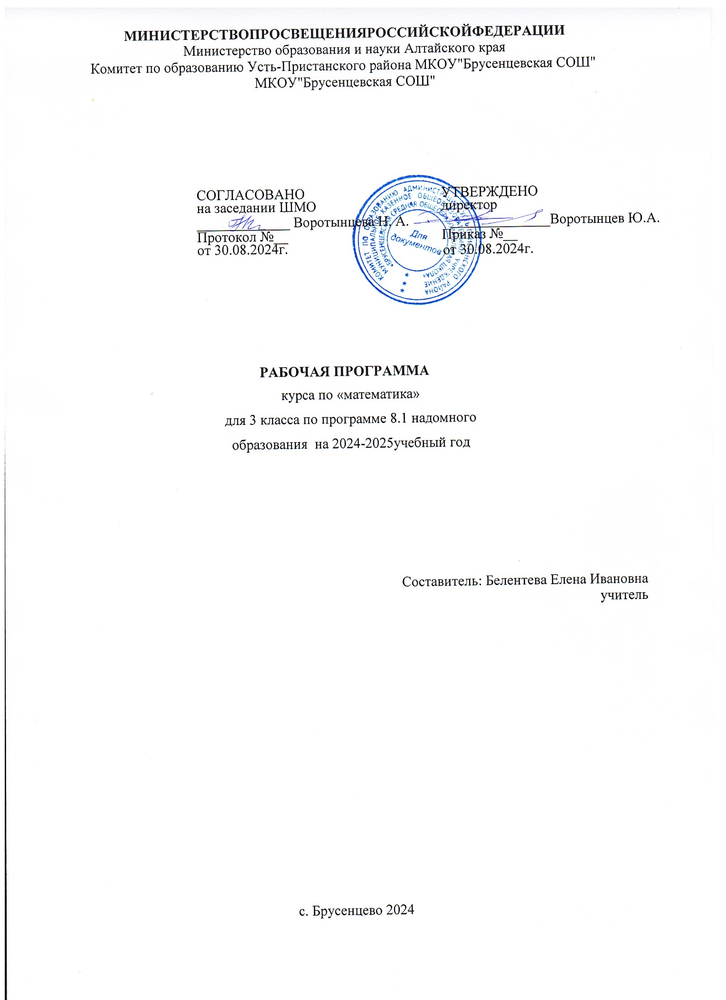 МИНИСТЕРСТВОПРОСВЕЩЕНИЯРОССИЙСКОЙФЕДЕРАЦИИ
Министерство образования и науки Алтайского края
Комитет по образованию Усть-Пристанского района МКОУ"Брусенцевская СОШ"
МКОУ"Брусенцевская СОШ"
СОГЛАСОВАНО
на заседании ШМО
Воротынцева Н. А.
Протокол №__
от 30.08.2024г.
УТВЕРЖДЕНО
директор
Воротынцев Ю.А.
Приказ №__
от 30.08.2024г.
КОМИТЕТ ПО ОБРАЗОВАНИЮ АДМИНИСТРАЦИИ УСТЬ-ПРИСТАНСКОГО РАЙОНА
МУНИЦИПАЛЬНОЕ КАЗЕННОЕ ОБЩЕОБРАЗОВАТЕЛЬНОЕ УЧРЕЖДЕНИЕ
«БРУСЕНЦЕВСКАЯ СРЕДНЯЯ ОБЩЕОБРАЗОВАТЕЛЬНАЯ ШКОЛА»
Для
документов
РАБОЧАЯ ПРОГРАММА
курса по «математика»
для 3 класса по программе 8.1 надомного
образования  на 2024-2025учебный год
Составитель: Белентева Елена Ивановна
учитель
с. Брусенцево 2024